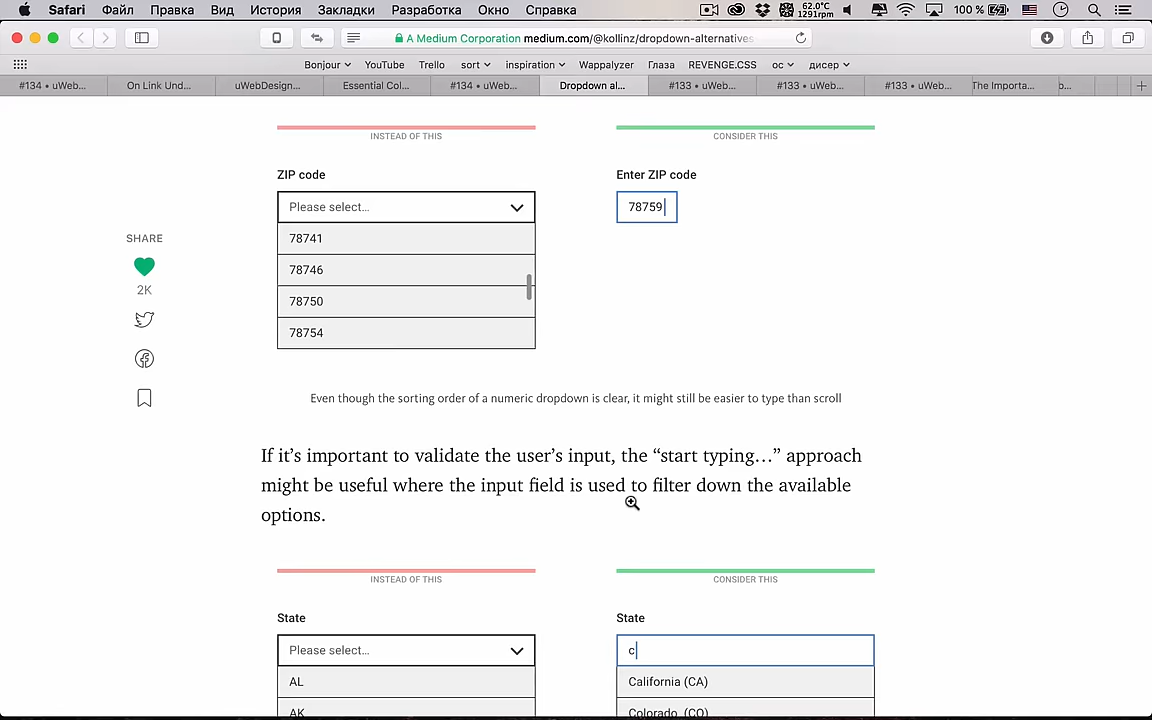 Safari Файл Правка Вид История Закладки Разработка Окно Справка 62.0°C 1291rpm 100 %
A Medium Corporation medium.com/@kollinz/dropdown-alternatives
Bonjour YouTube Trello sort inspiration Wappalyzer Глаза REVENGE.CSS ос дисер
#134 • uWeb... On Link Und... uWebDesign... Essential Col... #134 • uWeb... Dropdown al... #133 • uWeb... #133 • uWeb... #133 • uWeb... The Importa... b...
INSTEAD OF THIS CONSIDER THIS
ZIP code Enter ZIP code
Please select... 78759
78741
SHARE
78746
2K
78750
78754
Even though the sorting order of a numeric dropdown is clear, it might still be easier to type than scroll
If it’s important to validate the user’s input, the “start typing…” approach
might be useful where the input field is used to filter down the available
options.
INSTEAD OF THIS CONSIDER THIS
State State
Please select... c
AL California (CA)
AK Colorado (CO)